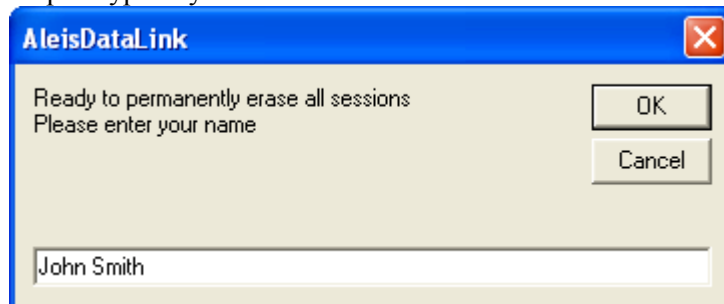 AleisDataLink
Ready to permanently erase all sessions
Please enter your name
OK
Cancel
John Smith